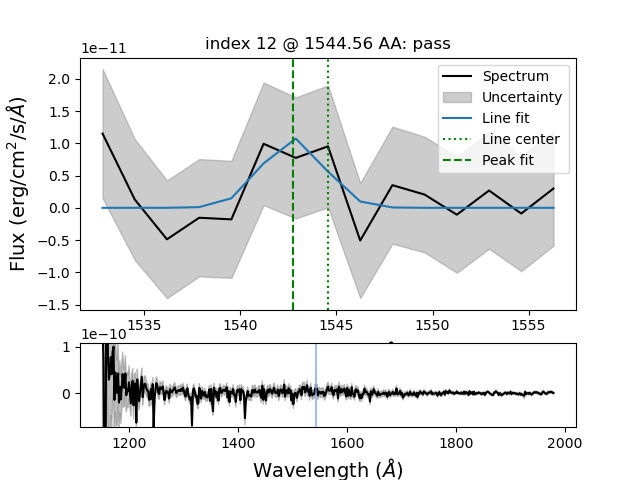 index 12 @ 1544.56 AA: pass
1e−11
Flux (erg/cm²/s/Å)
2.0
1.5
1.0
0.5
0.0
−0.5
−1.0
−1.5
Spectrum
Uncertainty
Line fit
Line center
Peak fit
1535 1540 1545 1550 1555
1e−10
1
0
1200 1400 1600 1800 2000
Wavelength (Å)